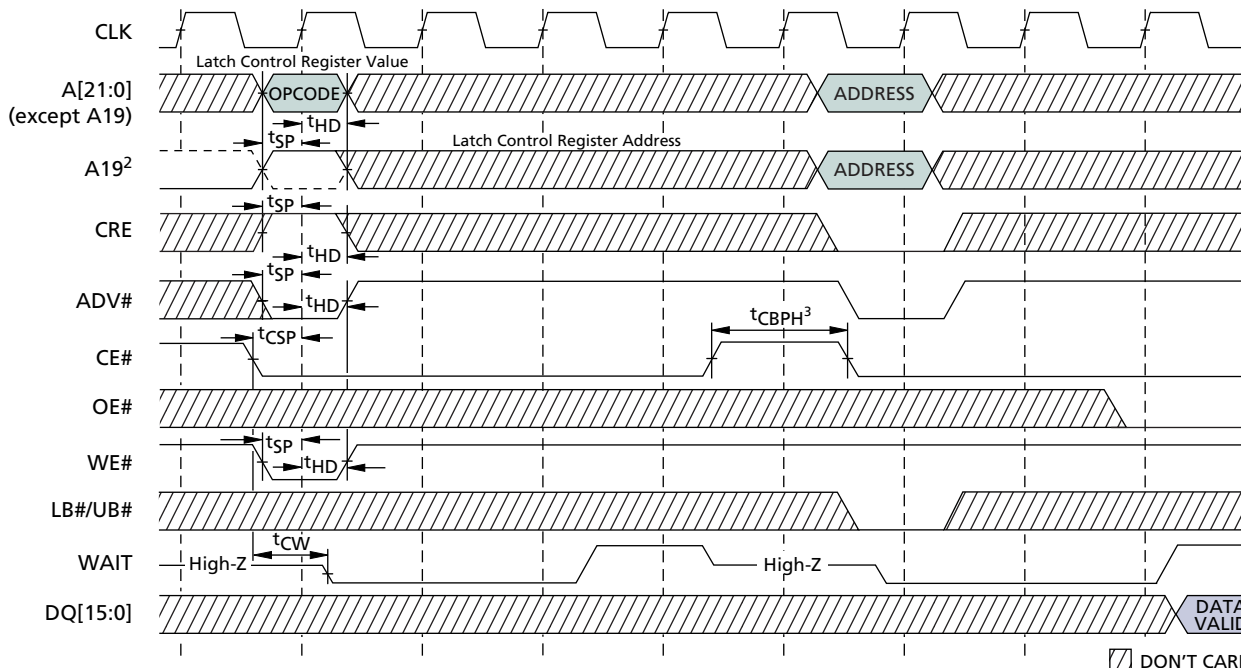 CLK
Latch Control Register Value
A[21:0]
(except A19)
OPCODE
ADDRESS
tHD
tSP
Latch Control Register Address
A19²
ADDRESS
tSP
CRE
tHD
tSP
ADV#
tHD
tCBPH³
tCSP
CE#
OE#
tSP
WE#
tHD
LB#/UB#
tCW
WAIT
High-Z
High-Z
DQ[15:0]
DATA
VALID
DON'T CARE